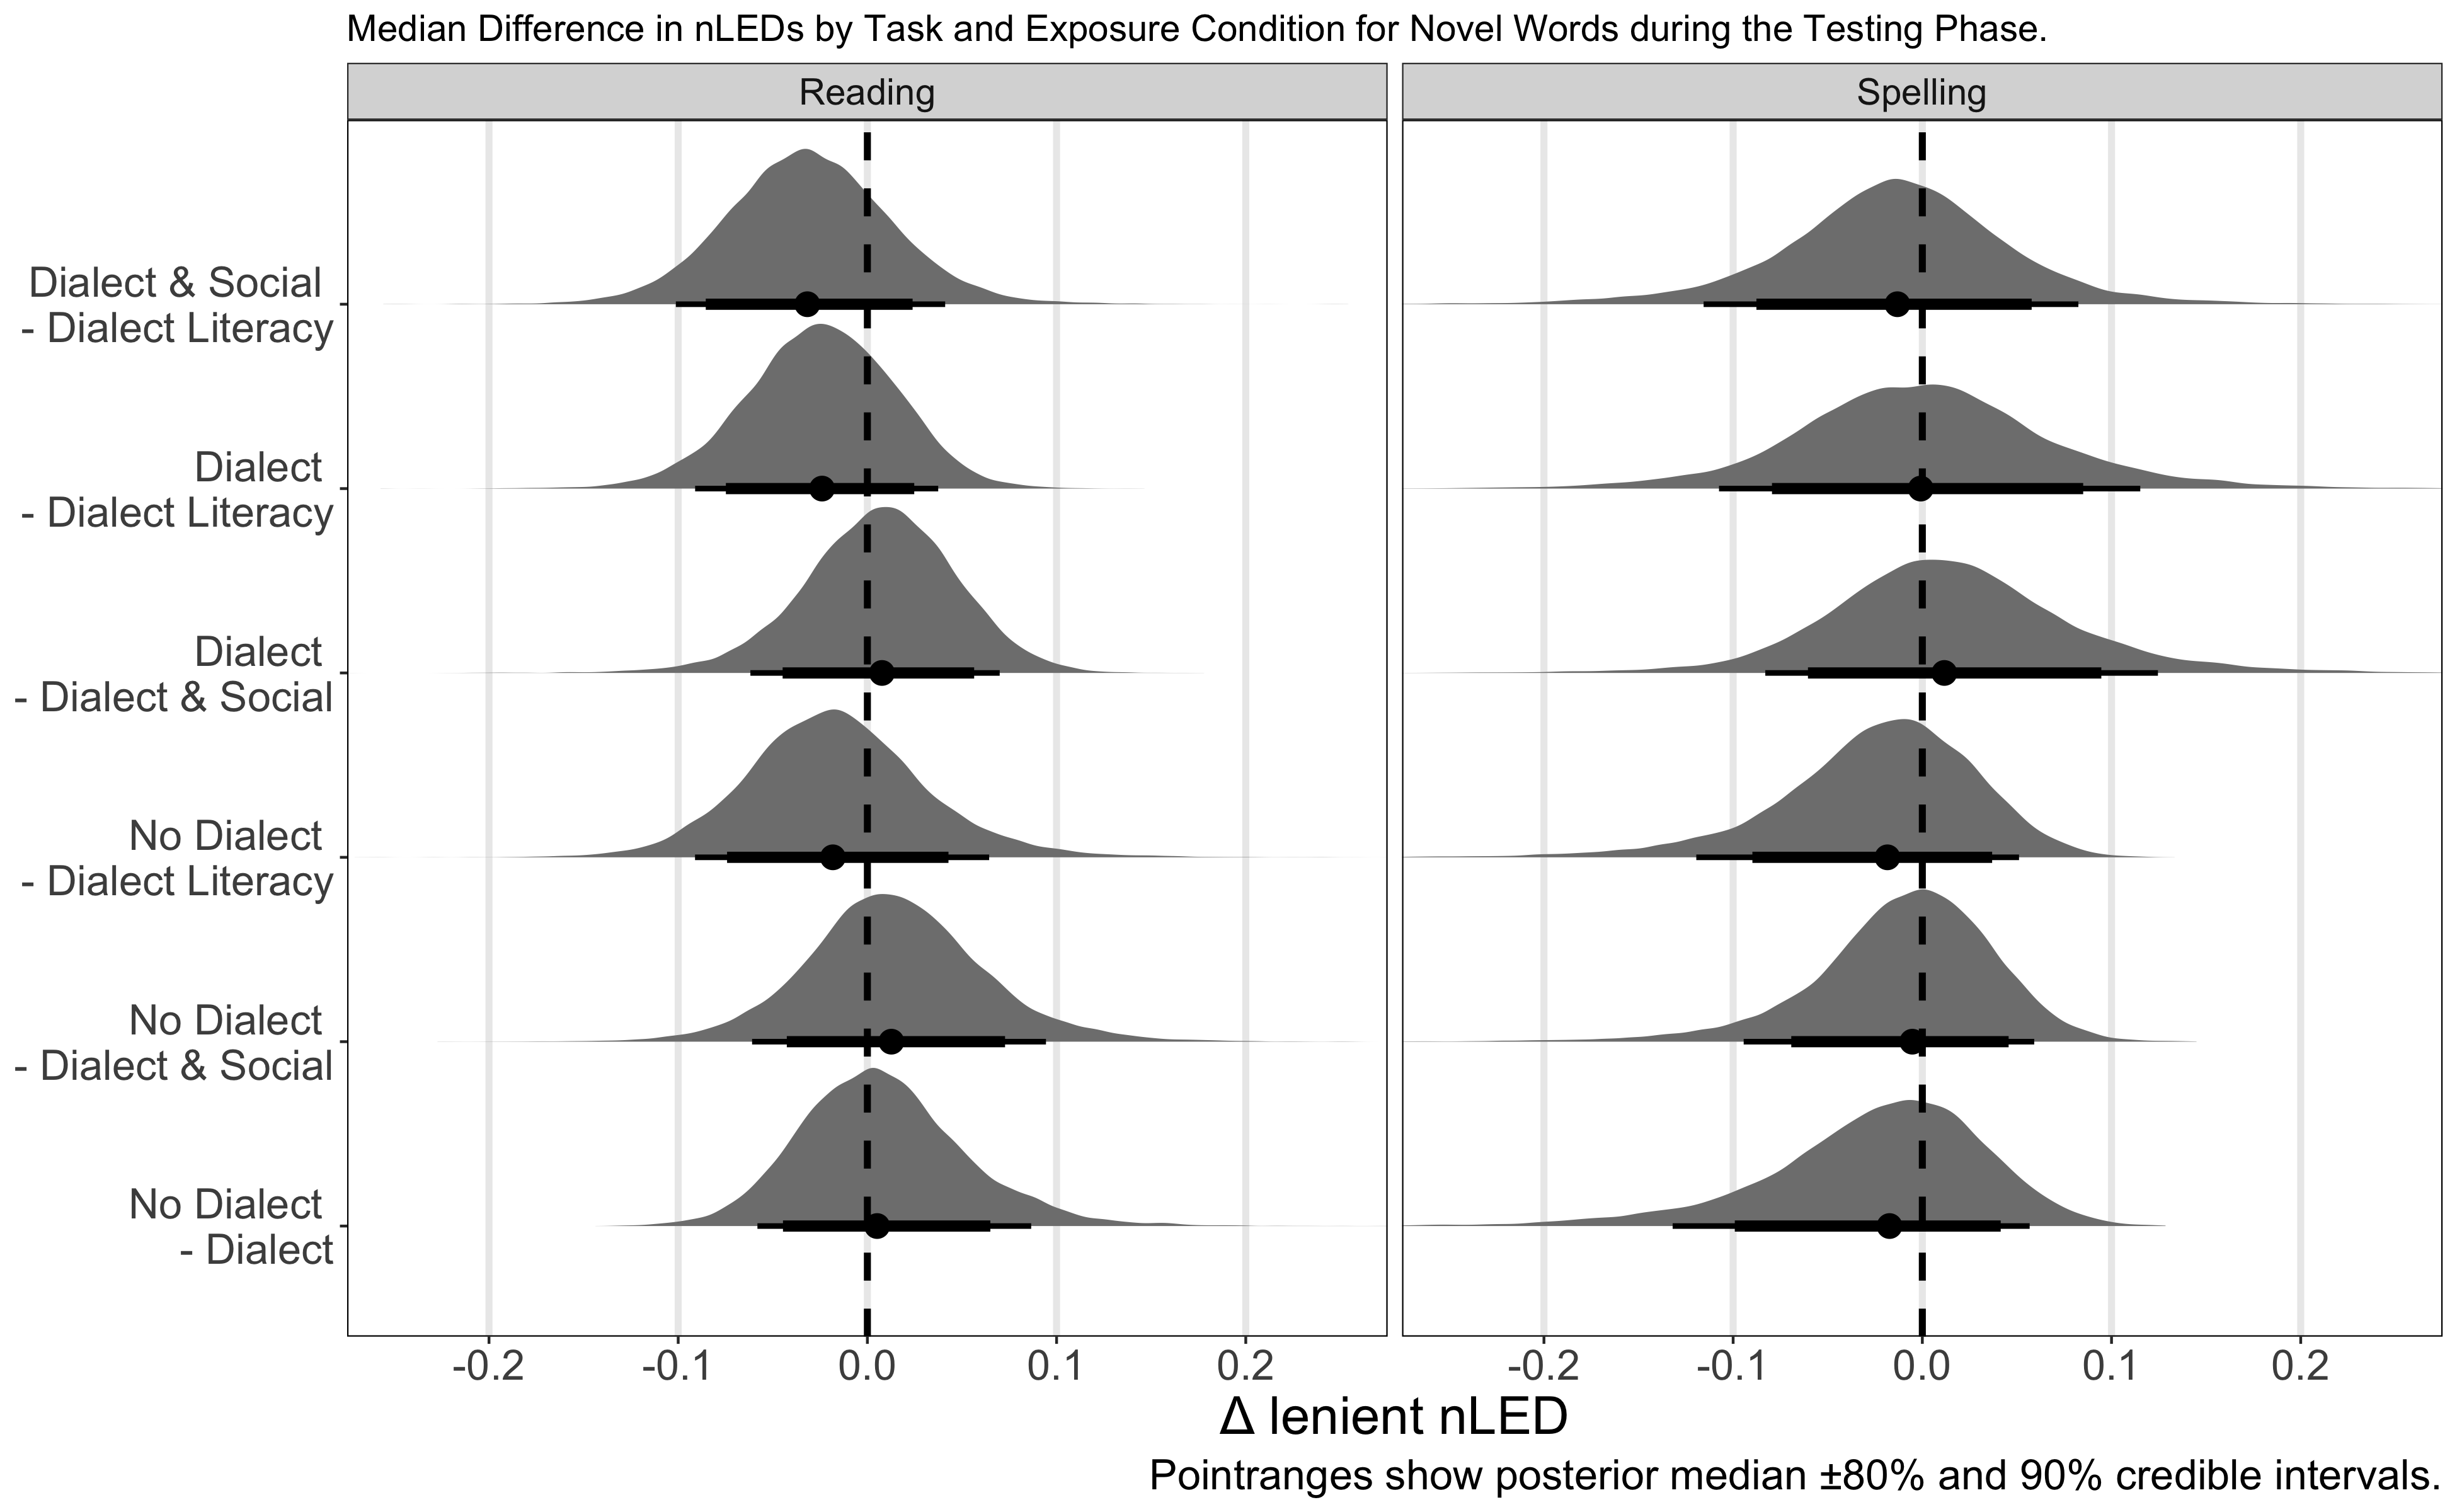 Median Difference in nLEDs by Task and Exposure Condition for Novel Words during the Testing Phase.
Reading
Spelling
Dialect & Social
- Dialect Literacy
Dialect
- Dialect Literacy
Dialect
- Dialect & Social
No Dialect
- Dialect Literacy
No Dialect
- Dialect & Social
No Dialect
- Dialect
-0.2 -0.1 0.0 0.1 0.2
-0.2 -0.1 0.0 0.1 0.2
Δ lenient nLED
Pointranges show posterior median ±80% and 90% credible intervals.